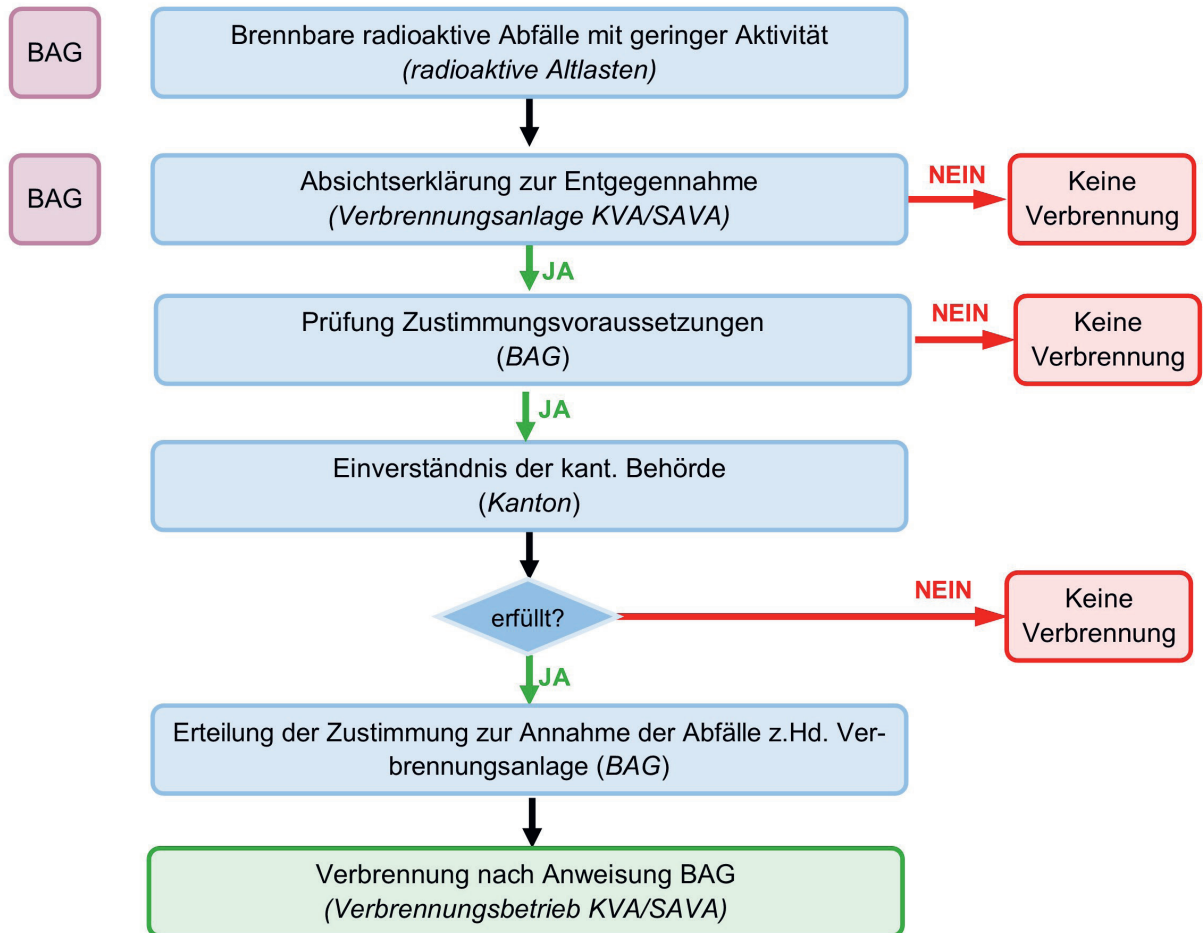 BAG
Brennbare radioaktive Abfälle mit geringer Aktivität
(radioaktive Altlasten)
BAG
Absichtserklärung zur Entgegennahme
(Verbrennungsanlage KVA/SAVA)
NEIN
Keine
Verbrennung
JA
Prüfung Zustimmungsvoraussetzungen
(BAG)
NEIN
Keine
Verbrennung
JA
Einverständnis der kant. Behörde
(Kanton)
erfüllt?
NEIN
Keine
Verbrennung
JA
Erteilung der Zustimmung zur Annahme der Abfälle z.Hd. Ver-
brennungsanlage (BAG)
Verbrennung nach Anweisung BAG
(Verbrennungsbetrieb KVA/SAVA)